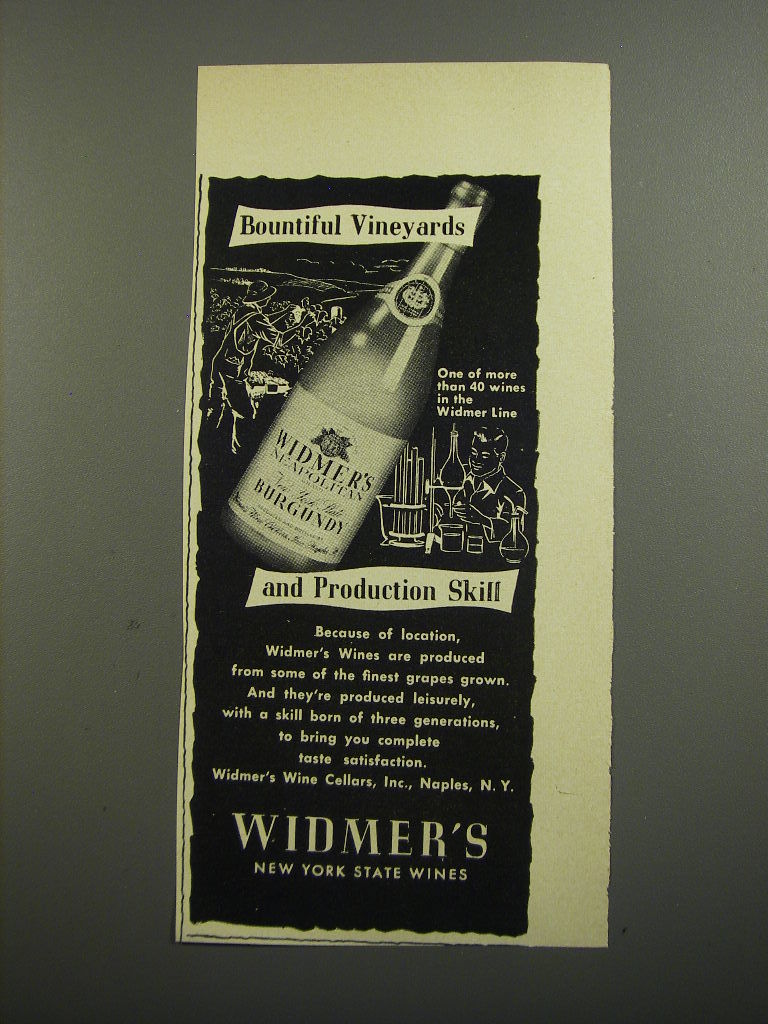 Bountiful Vineyards
One of more
than 40 wines
in the
Widmer Line
WIDMER'S
NEAPOLITAN
New York State
BURGUNDY
and Production Skill
Because of location,
Widmer's Wines are produced
from some of the finest grapes grown.
And they're produced leisurely,
with a skill born of three generations,
to bring you complete
taste satisfaction.
Widmer's Wine Cellars, Inc., Naples, N. Y.
WIDMER'S
NEW YORK STATE WINES